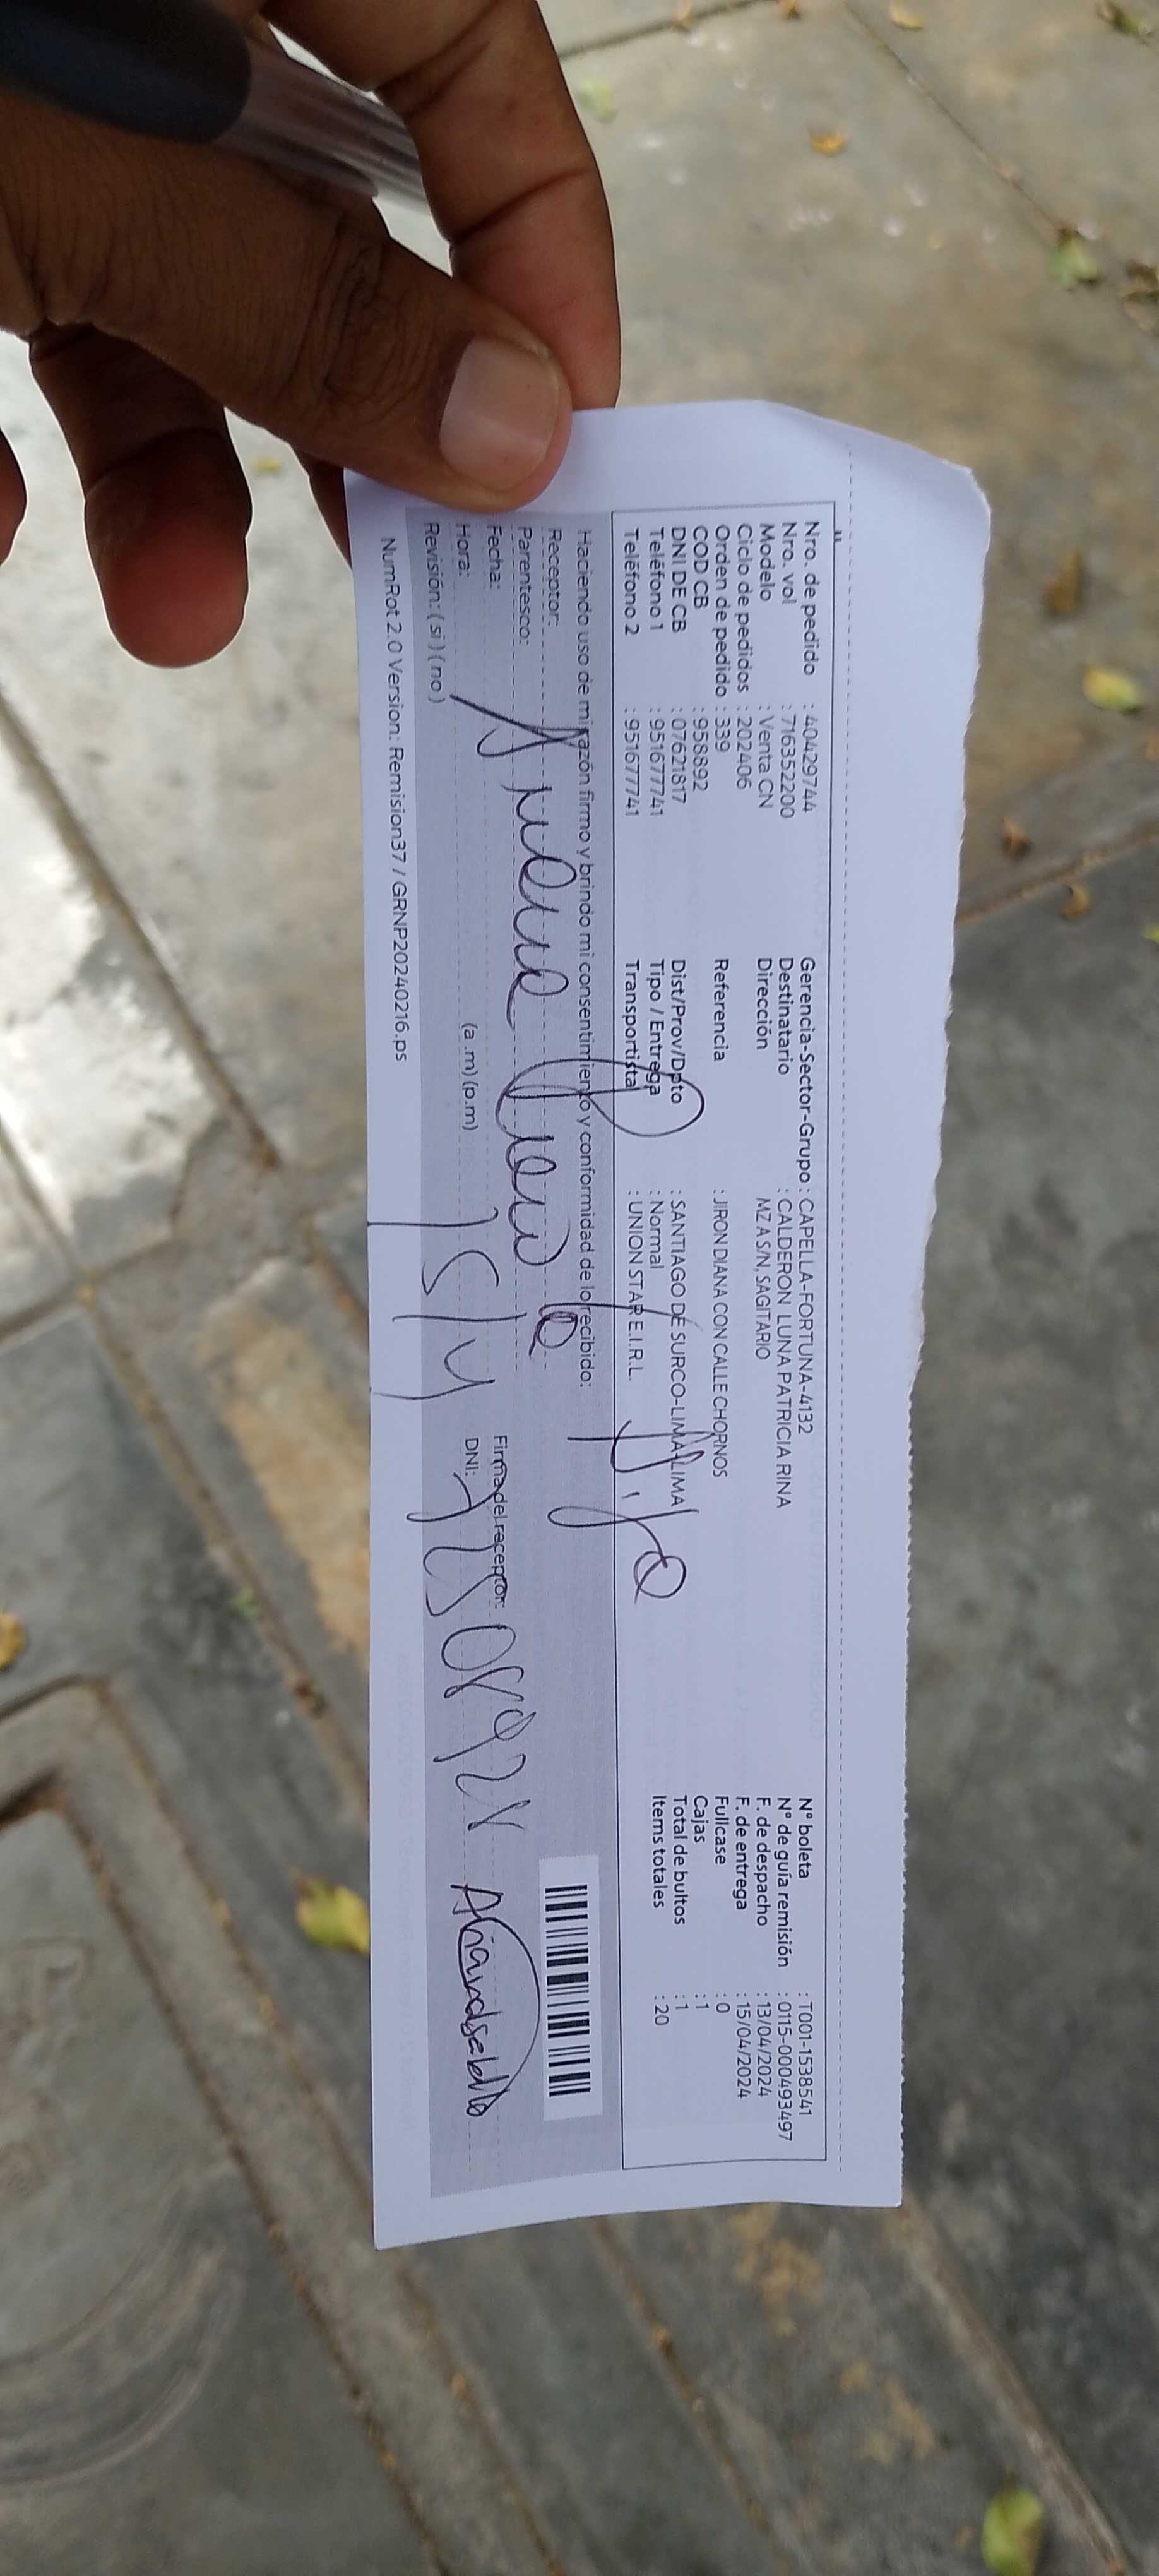 Nro. de pedido : 40429744
Nro. vol : 716352200
Modelo : Venta CN
Ciclo de pedidos : 202406
Orden de pedido : 339
COD CB : 958892
DNI DE CB : 07621817
Teléfono 1 : 951677741
Teléfono 2 : 951677741
Gerencia-Sector-Grupo : CAPELLA-FORTUNA-4132
Destinatario : CALDERON LUNA PATRICIA RINA
Dirección MZ A S/N, SAGITARIO
Referencia : JIRON DIANA CON CALLE CHORNOS
Dist/Prov/Dpto : SANTIAGO DE SURCO-LIMA-LIMA
Tipo / Entrega : Normal
Transportista : UNION STAR E.I.R.L.
N° boleta : T001-1538541
N° de guía remisión : 0115-000493497
F. de despacho : 13/04/2024
F. de entrega : 15/04/2024
Fullcase : 0
Cajas : 1
Total de bultos : 1
Items totales : 20
Haciendo uso de mi razón firmo y brindo mi consentimiento y conformidad de lo recibido:
Receptor:
Parentesco:
Fecha:
Hora: (a .m) (p.m)
Revisión: ( si ) ( no )
Firma del receptor:
DNI:
NumRot 2.0 Version: Remision37 / GRNP20240216.ps